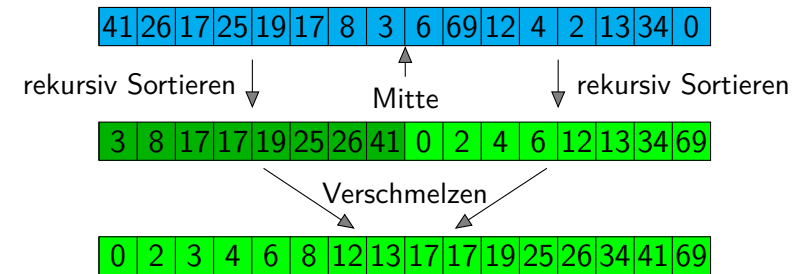 41 26 17 25 19 17 8 3 6 69 12 4 2 13 34 0
rekursiv Sortieren Mitte rekursiv Sortieren
3 8 17 17 19 25 26 41 0 2 4 6 12 13 34 69
Verschmelzen
0 2 3 4 6 8 12 13 17 17 19 25 26 34 41 69